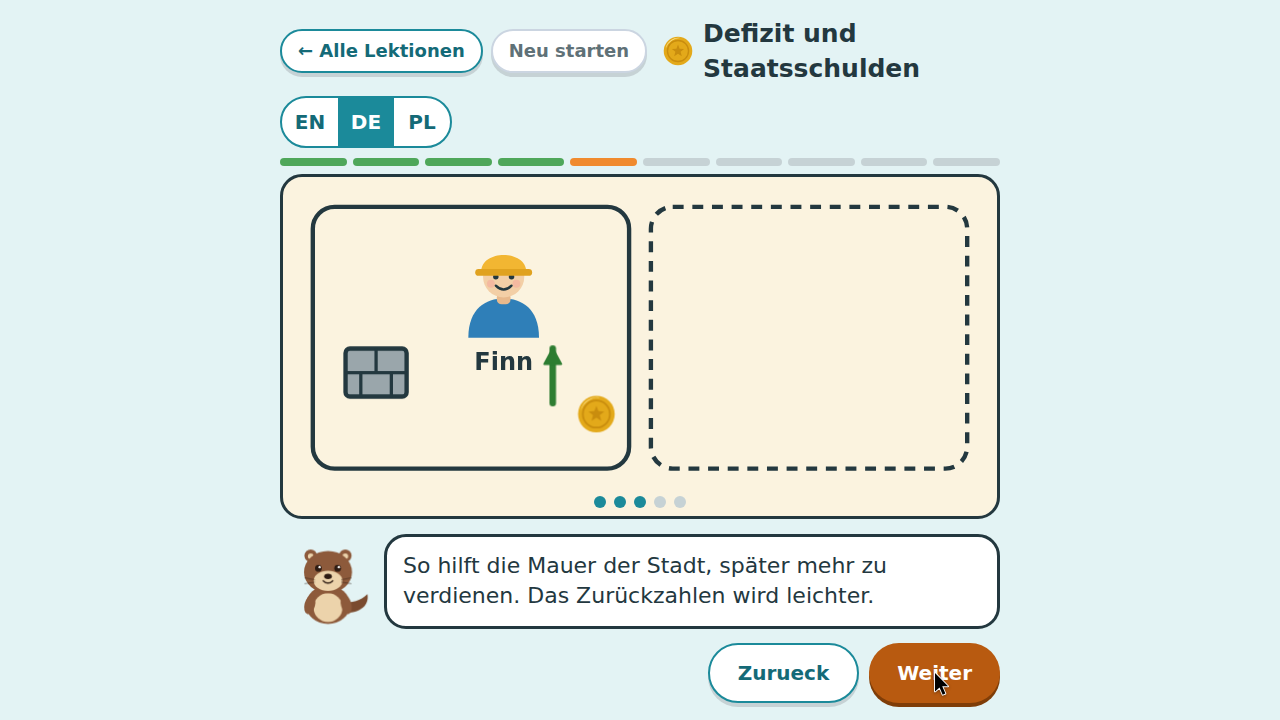 ← Alle Lektionen
Neu starten
Defizit und
Staatsschulden
EN
DE
PL
Finn
So hilft die Mauer der Stadt, später mehr zu
verdienen. Das Zurückzahlen wird leichter.
Zurueck
Weiter